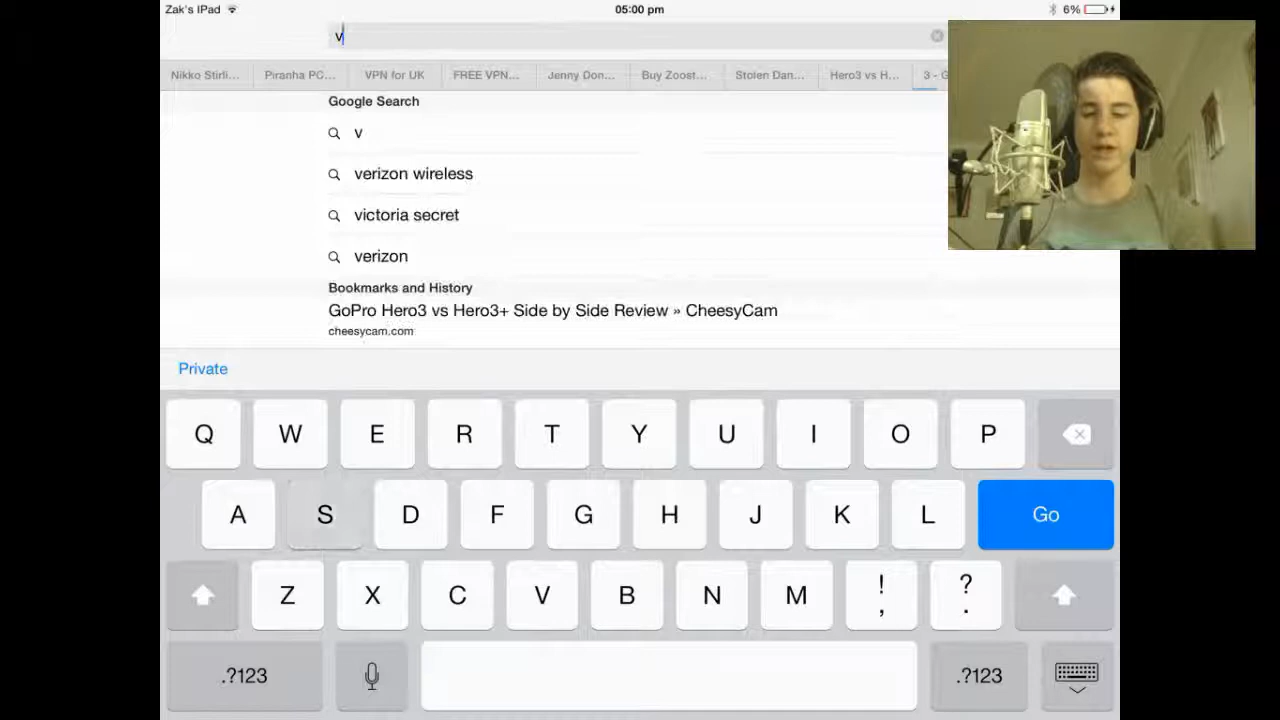 Zak's IPad
05:00 pm
6%
v
Nikko Stirli...
Piranha PC...
VPN for UK
FREE VPN...
Jenny Don...
Buy Zoost...
Stolen Dan...
Hero3 vs H...
3 - G
Google Search
v
verizon wireless
victoria secret
verizon
Bookmarks and History
GoPro Hero3 vs Hero3+ Side by Side Review » CheesyCam
cheesycam.com
Private
Q W E R T Y U I O P
A S D F G H J K L Go
Z X C V B N M ! , ? .
.?123 .?123